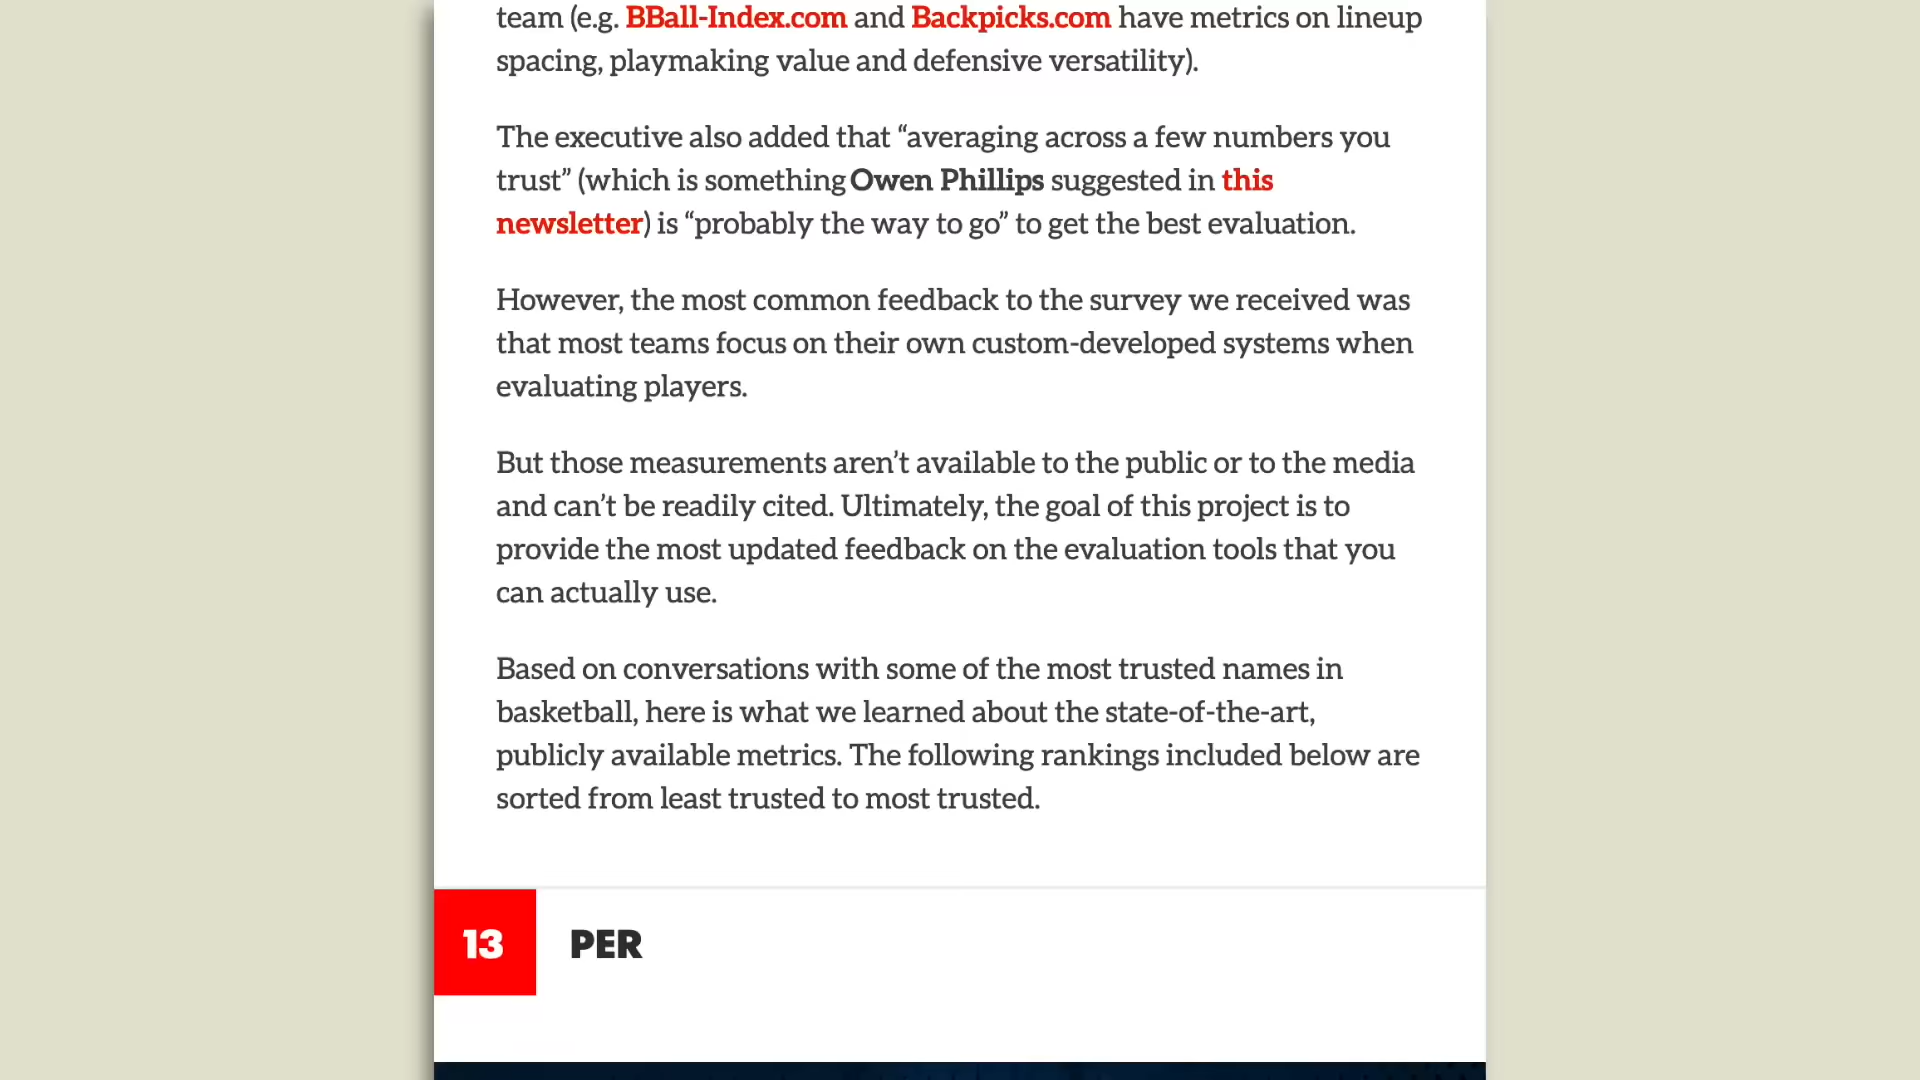 team (e.g. BBall-Index.com and Backpicks.com have metrics on lineup
spacing, playmaking value and defensive versatility).
The executive also added that “averaging across a few numbers you
trust” (which is something Owen Phillips suggested in this
newsletter) is “probably the way to go” to get the best evaluation.
However, the most common feedback to the survey we received was
that most teams focus on their own custom-developed systems when
evaluating players.
But those measurements aren’t available to the public or to the media
and can’t be readily cited. Ultimately, the goal of this project is to
provide the most updated feedback on the evaluation tools that you
can actually use.
Based on conversations with some of the most trusted names in
basketball, here is what we learned about the state-of-the-art,
publicly available metrics. The following rankings included below are
sorted from least trusted to most trusted.
13 PER